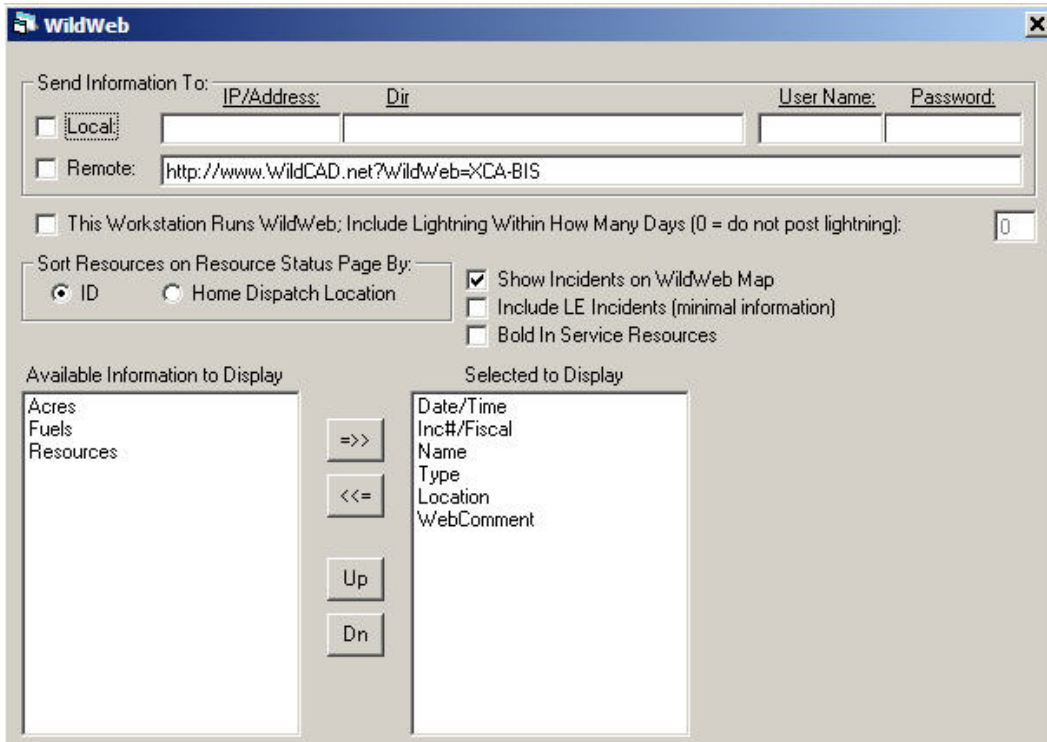 WildWeb
Send Information To:
IP/Address: Dir User Name: Password:
Local:
Remote: http://www.WildCAD.net?WildWeb=XCA-BIS
This Workstation Runs WildWeb; Include Lightning Within How Many Days (0 = do not post lightning): 0
Sort Resources on Resource Status Page By:
ID Home Dispatch Location
Show Incidents on WildWeb Map
Include LE Incidents (minimal information)
Bold In Service Resources
Available Information to Display
Acres
Fuels
Resources
=>>
<<=
Up
Dn
Selected to Display
Date/Time
Inc#/Fiscal
Name
Type
Location
WebComment